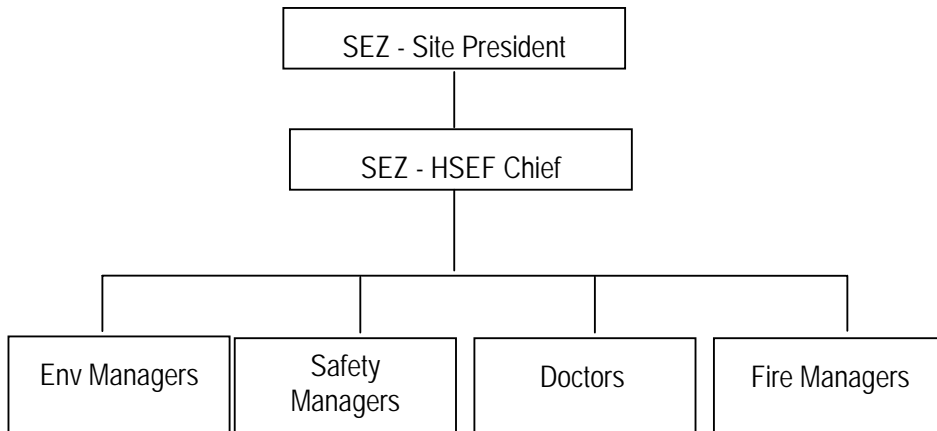 SEZ - Site President
SEZ - HSEF Chief
Env Managers
Safety
Managers
Doctors
Fire Managers